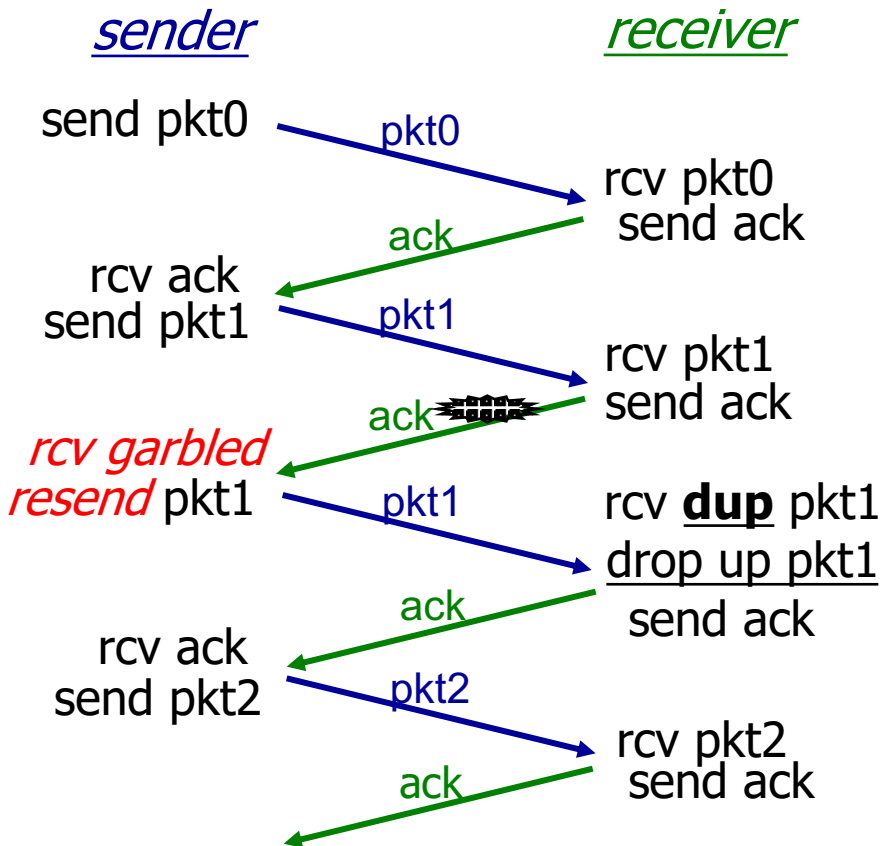 sender
receiver
send pkt0
pkt0
rcv pkt0
send ack
ack
rcv ack
send pkt1
pkt1
rcv pkt1
send ack
ack
rcv garbled
resend pkt1
pkt1
rcv dup pkt1
drop up pkt1
send ack
ack
rcv ack
send pkt2
pkt2
rcv pkt2
send ack
ack